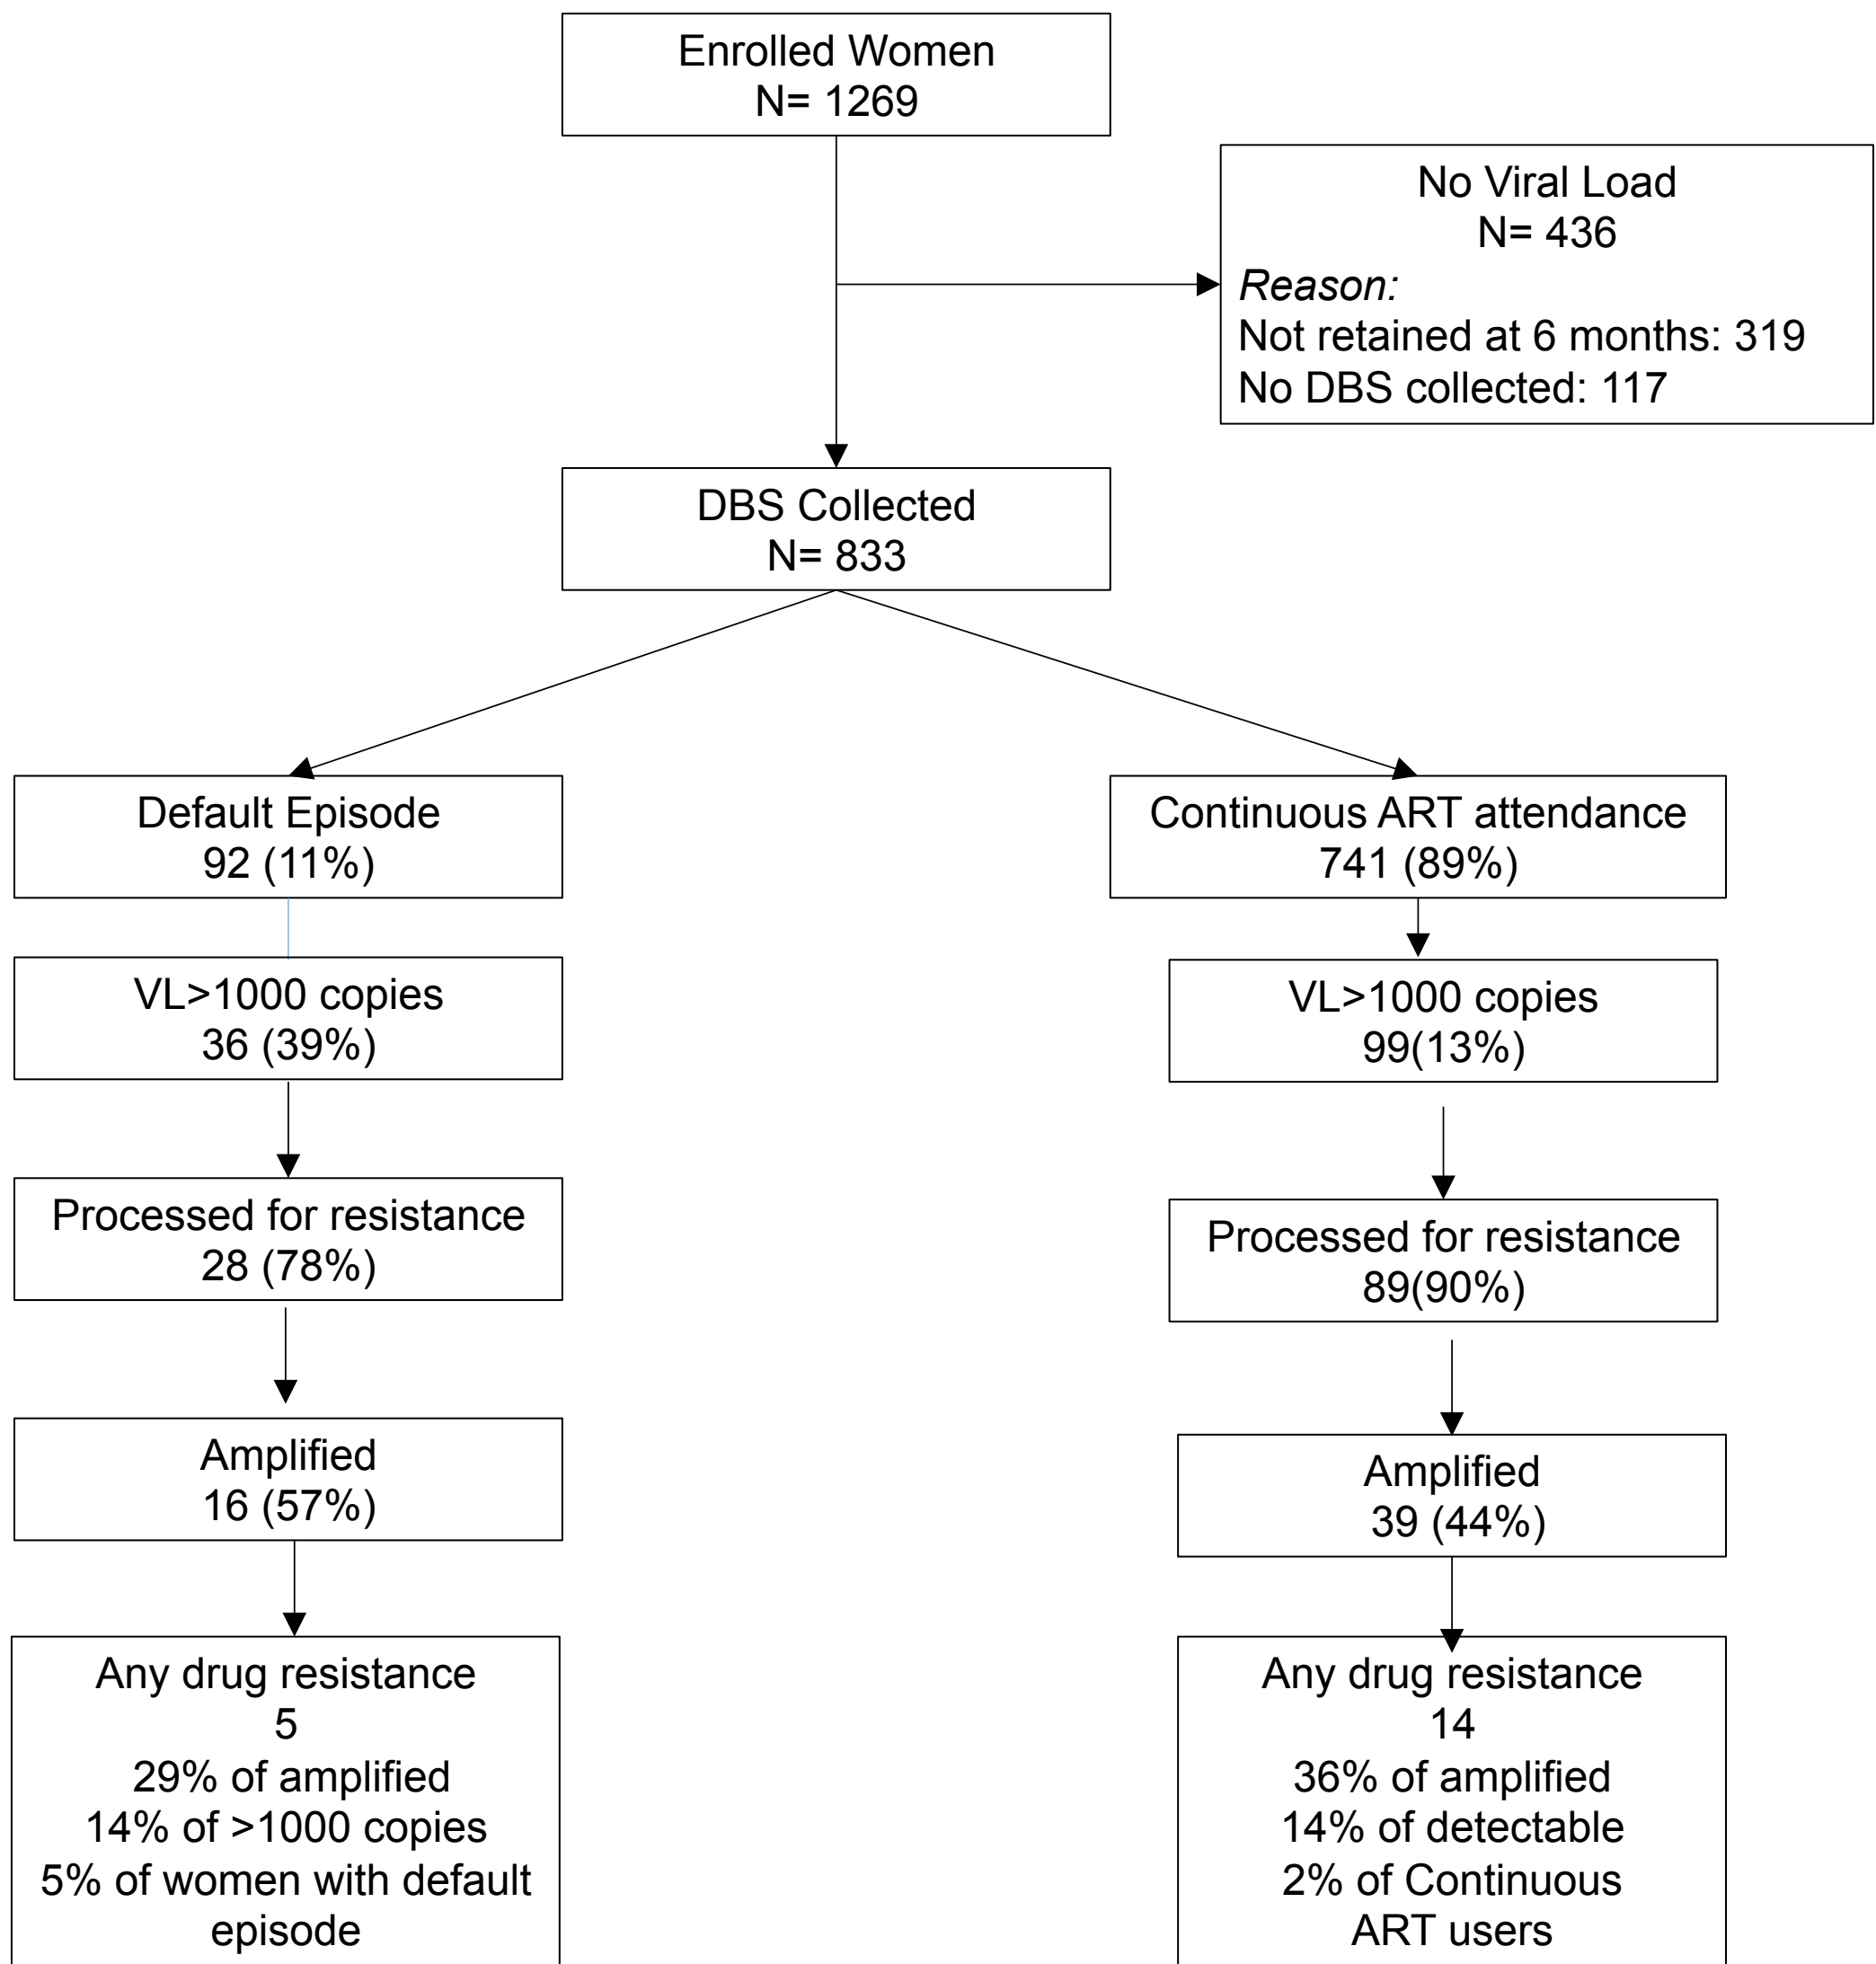 Enrolled Women
N= 1269
No Viral Load
N= 436
Reason:
Not retained at 6 months: 319
No DBS collected: 117
DBS Collected
N= 833
Default Episode
92 (11%)
Continuous ART attendance
741 (89%)
VL>1000 copies
36 (39%)
VL>1000 copies
99(13%)
Processed for resistance
28 (78%)
Processed for resistance
89(90%)
Amplified
16 (57%)
Amplified
39 (44%)
Any drug resistance
5
29% of amplified
14% of >1000 copies
5% of women with default
episode
Any drug resistance
14
36% of amplified
14% of detectable
2% of Continuous
ART users